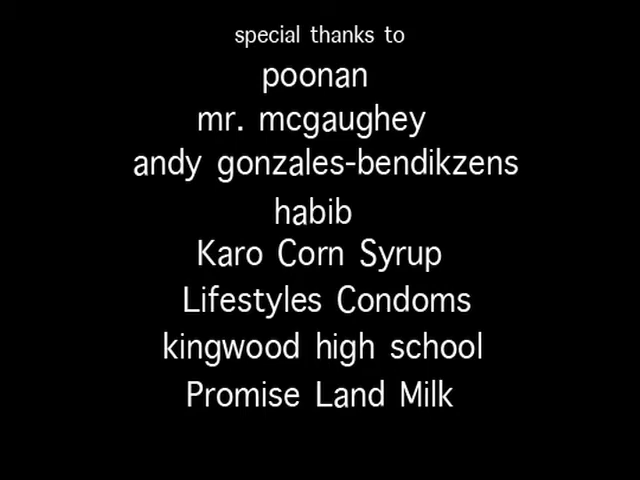 special thanks to
poonan
mr. mcgaughey
andy gonzales-bendikzens
habib
Karo Corn Syrup
Lifestyles Condoms
kingwood high school
Promise Land Milk